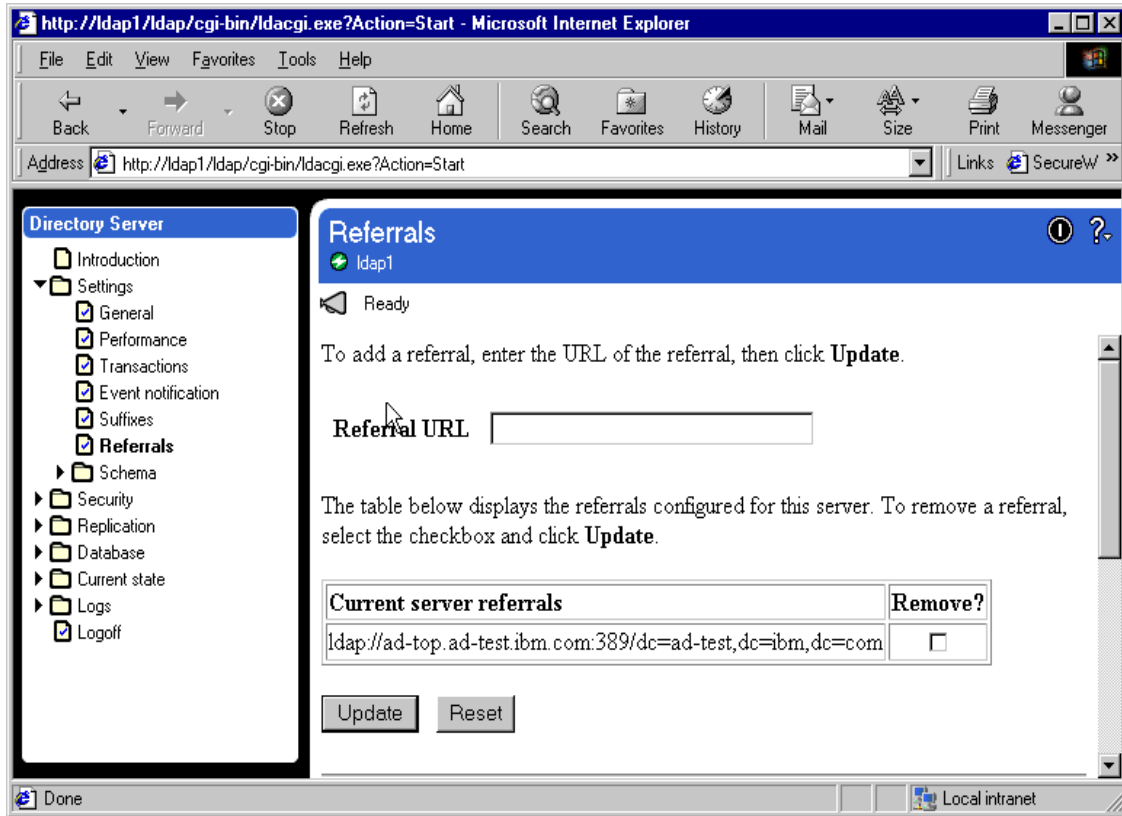 http://ldap1/ldap/cgi-bin/ldacgi.exe?Action=Start - Microsoft Internet Explorer
File Edit View Favorites Tools Help
Back Forward Stop Refresh Home Search Favorites History Mail Size Print Messenger
Address http://ldap1/ldap/cgi-bin/ldacgi.exe?Action=Start Links SecureW »
Directory Server
Introduction
Settings
General
Performance
Transactions
Event notification
Suffixes
Referrals
Schema
Security
Replication
Database
Current state
Logs
Logoff
Referrals
ldap1
Ready
To add a referral, enter the URL of the referral, then click Update.
Referral URL
The table below displays the referrals configured for this server. To remove a referral,
select the checkbox and click Update.
Current server referrals Remove?
ldap://ad-top.ad-test.ibm.com:389/dc=ad-test,dc=ibm,dc=com
Update Reset
Done Local intranet